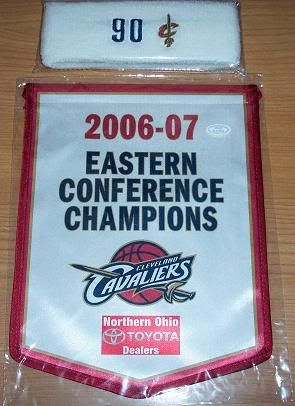 90 C
2006-07
EASTERN
CONFERENCE
CHAMPIONS
CLEVELAND
CAVALIERS
Northern Ohio
TOYOTA
Dealers